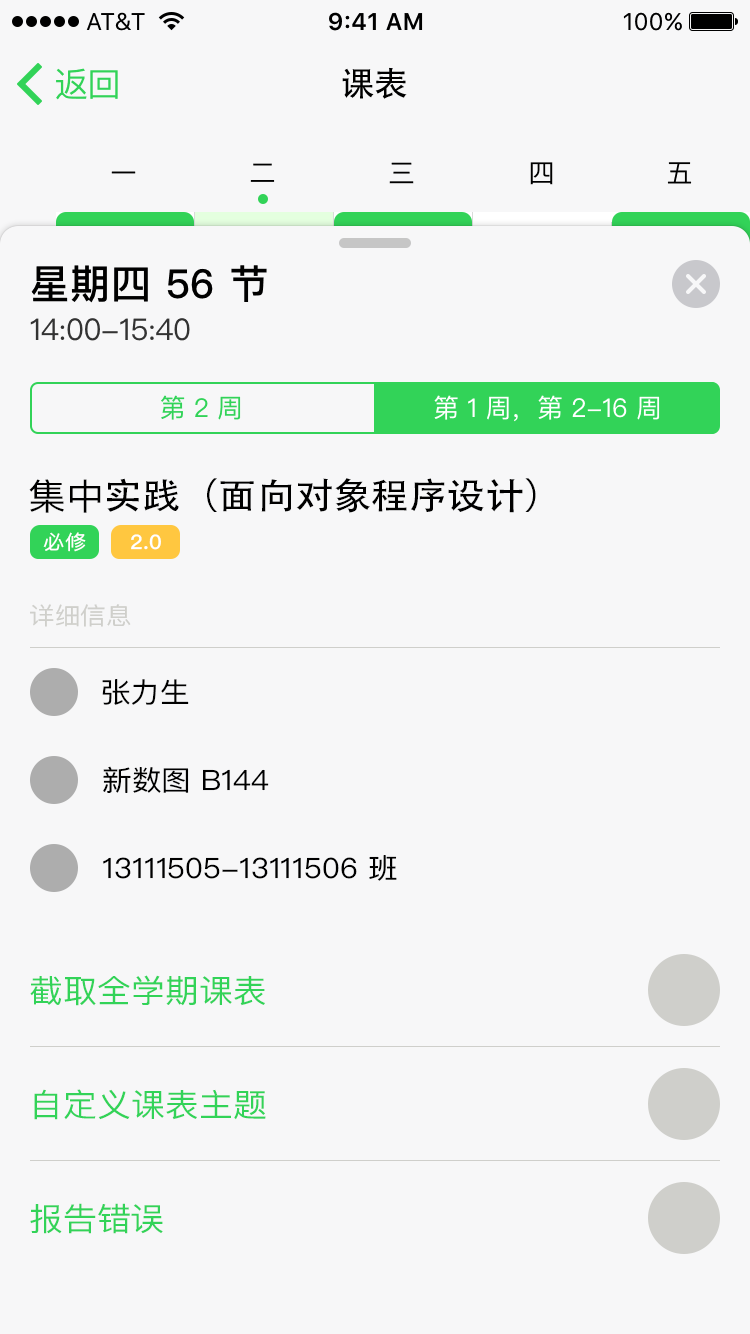 AT&T 9:41 AM 100%
返回 课表
一 二 三 四 五
星期四 56 节
14:00–15:40
第 2 周 第 1 周，第 2–16 周
集中实践（面向对象程序设计）
必修 2.0
详细信息
张力生
新数图 B144
13111505–13111506 班
截取全学期课表
自定义课表主题
报告错误